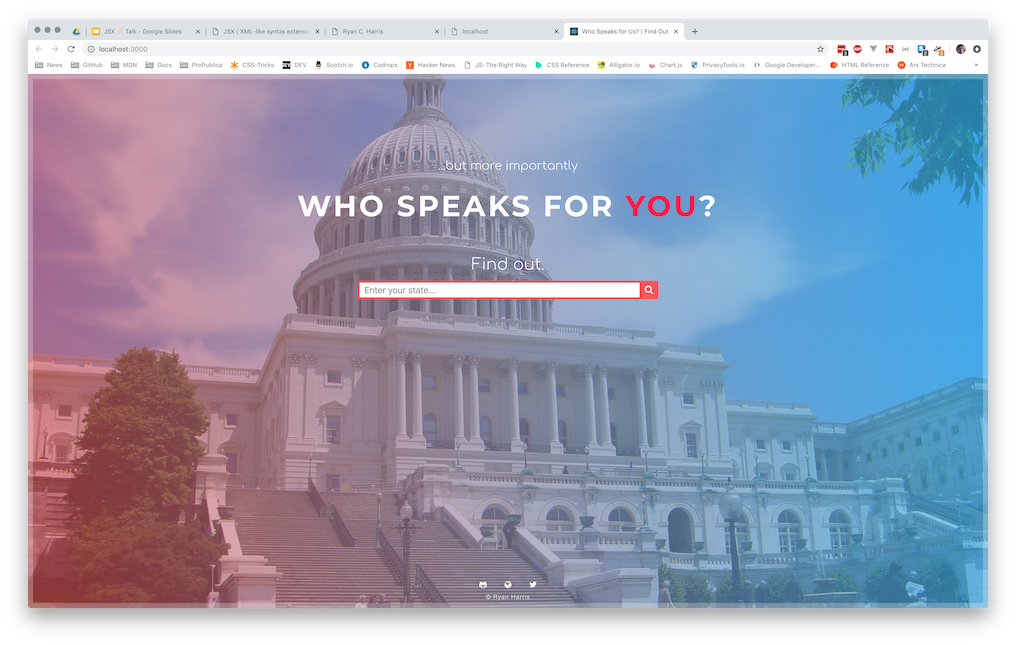 JSX ⚡ Talk - Google Slides
JSX | XML-like syntax extensi
Ryan C. Harris
localhost
Who Speaks for Us? | Find Out
localhost:3000
News GitHub MDN Docs ProPublica CSS-Tricks DEV Scotch.io Codrops Hacker News JS: The Right Way CSS Reference Alligator.io Chart.js PrivacyTools.io Google Developer... HTML Reference Ars Technica »
...but more importantly
WHO SPEAKS FOR YOU?
Find out.
Enter your state...
© Ryan Harris